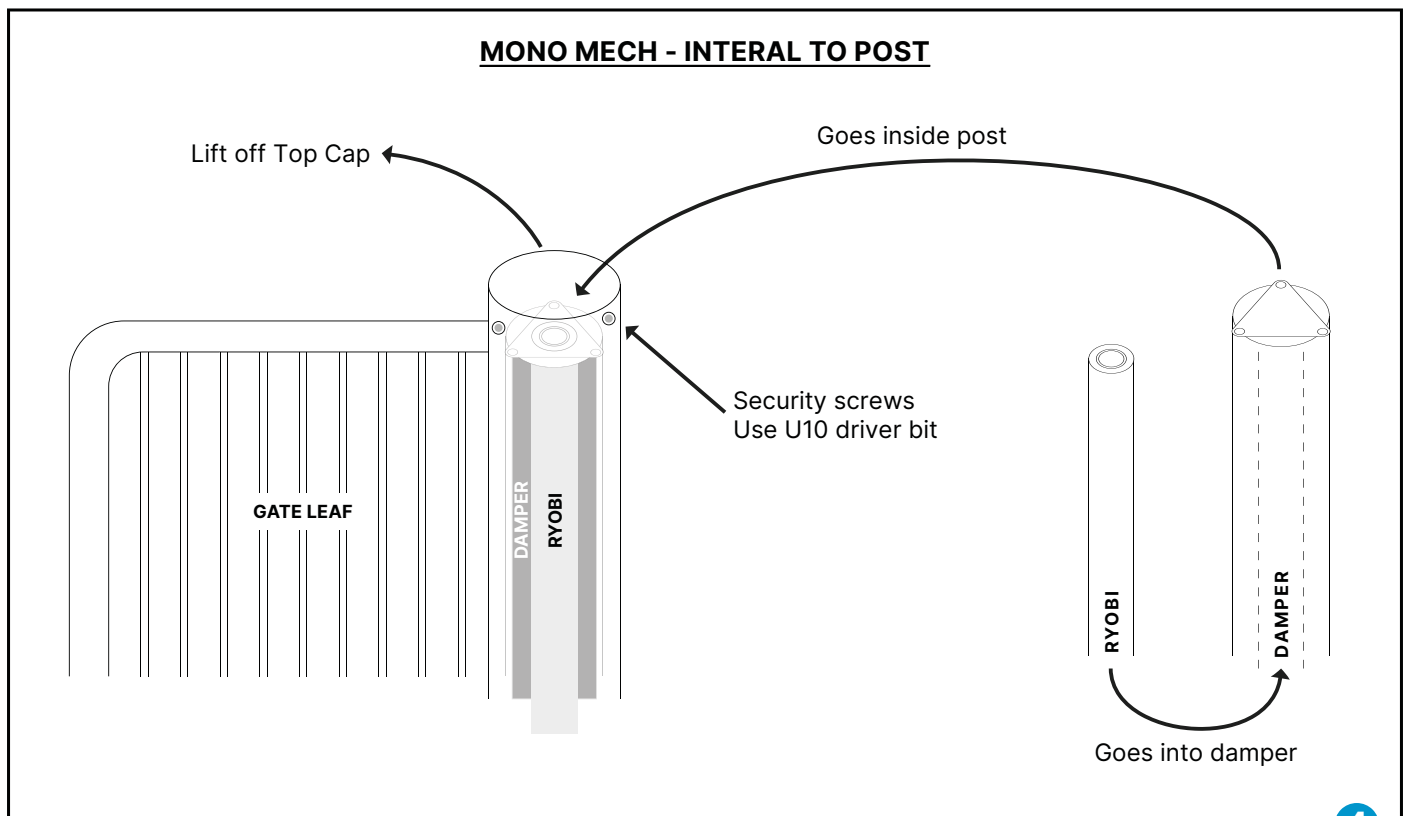 MONO MECH - INTERAL TO POST
Goes inside post
Lift off Top Cap
Security screws
Use U10 driver bit
GATE LEAF
DAMPER
RYOBI
RYOBI
DAMPER
Goes into damper